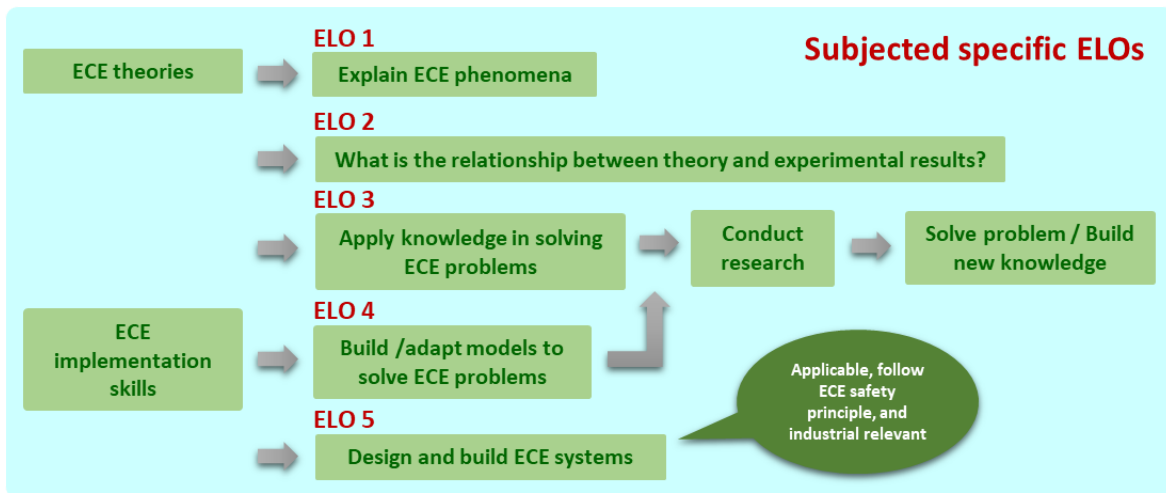 Subjected specific ELOs
ECE theories
ELO 1
Explain ECE phenomena
ELO 2
What is the relationship between theory and experimental results?
ELO 3
Apply knowledge in solving
ECE problems
Conduct
research
Solve problem / Build
new knowledge
ECE
implementation
skills
ELO 4
Build /adapt models to
solve ECE problems
Applicable, follow
ECE safety
principle, and
industrial relevant
ELO 5
Design and build ECE systems